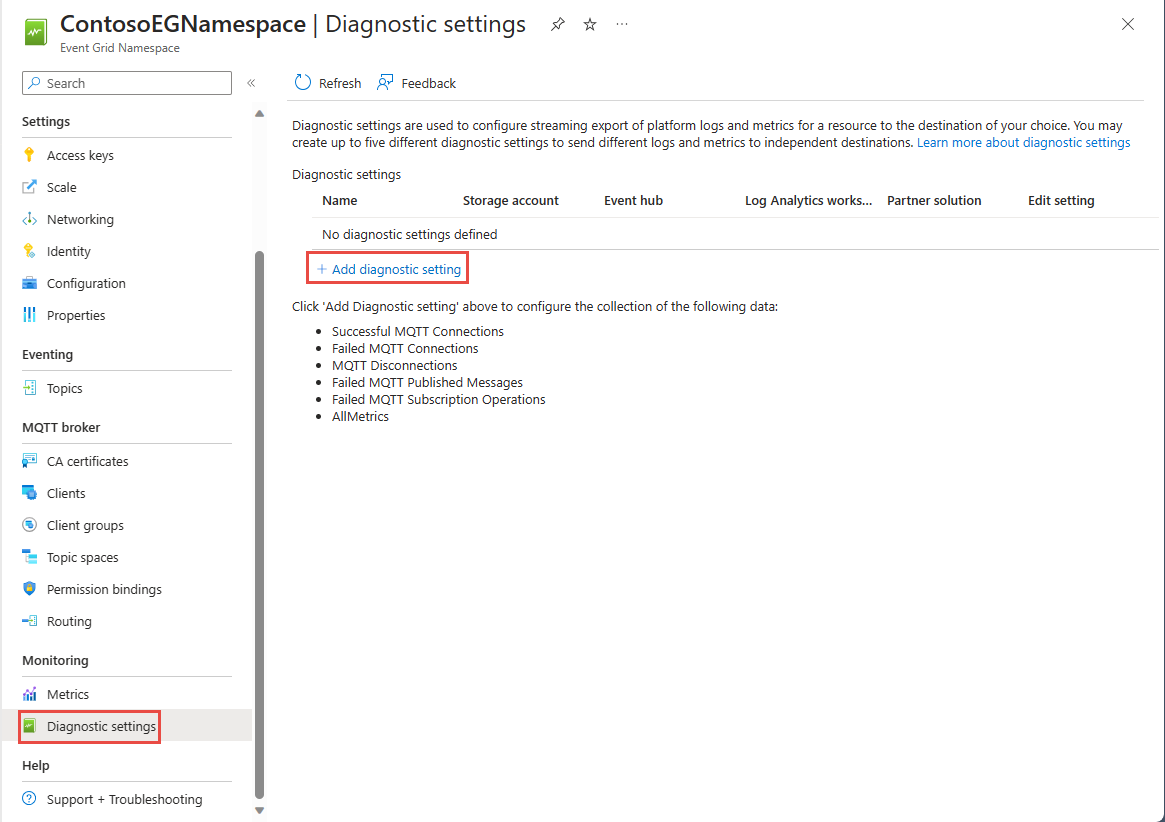 ContosoEGNamespace | Diagnostic settings
Event Grid Namespace
Search
Settings
Access keys
Scale
Networking
Identity
Configuration
Properties
Eventing
Topics
MQTT broker
CA certificates
Clients
Client groups
Topic spaces
Permission bindings
Routing
Monitoring
Metrics
Diagnostic settings
Help
Support + Troubleshooting
Refresh Feedback
Diagnostic settings are used to configure streaming export of platform logs and metrics for a resource to the destination of your choice. You may
create up to five different diagnostic settings to send different logs and metrics to independent destinations. Learn more about diagnostic settings
Diagnostic settings
Name Storage account Event hub Log Analytics works... Partner solution Edit setting
No diagnostic settings defined
+ Add diagnostic setting
Click 'Add Diagnostic setting' above to configure the collection of the following data:
• Successful MQTT Connections
• Failed MQTT Connections
• MQTT Disconnections
• Failed MQTT Published Messages
• Failed MQTT Subscription Operations
• AllMetrics